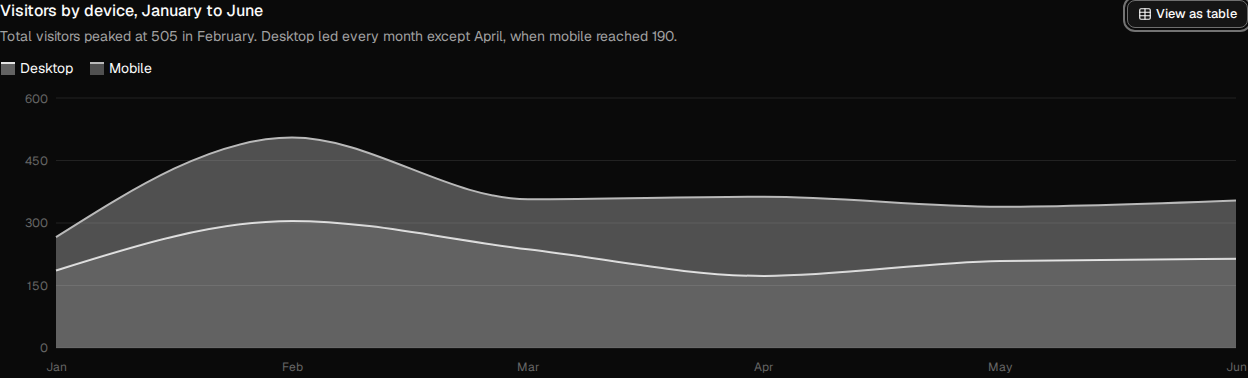 Visitors by device, January to June
View as table
Total visitors peaked at 505 in February. Desktop led every month except April, when mobile reached 190.
Desktop Mobile
600
450
300
150
0
Jan Feb Mar Apr May Jun